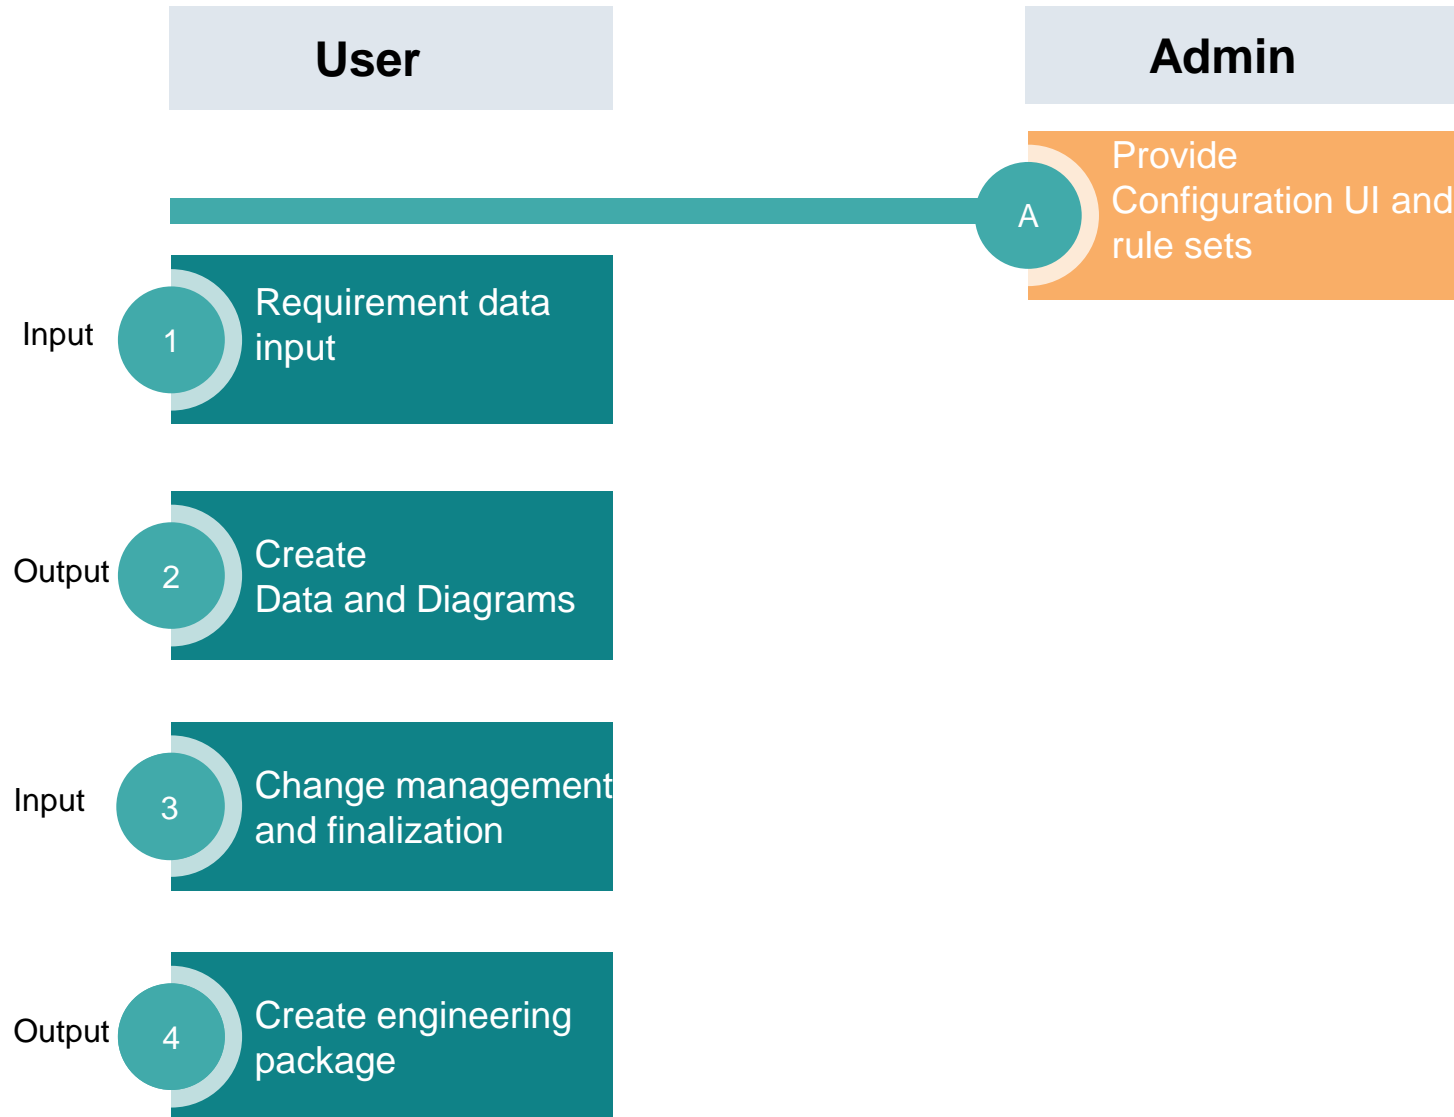 User
Admin
Provide
Configuration UI and
rule sets
A
Input
1
Requirement data
input
Output
2
Create
Data and Diagrams
Input
3
Change management
and finalization
Output
4
Create engineering
package